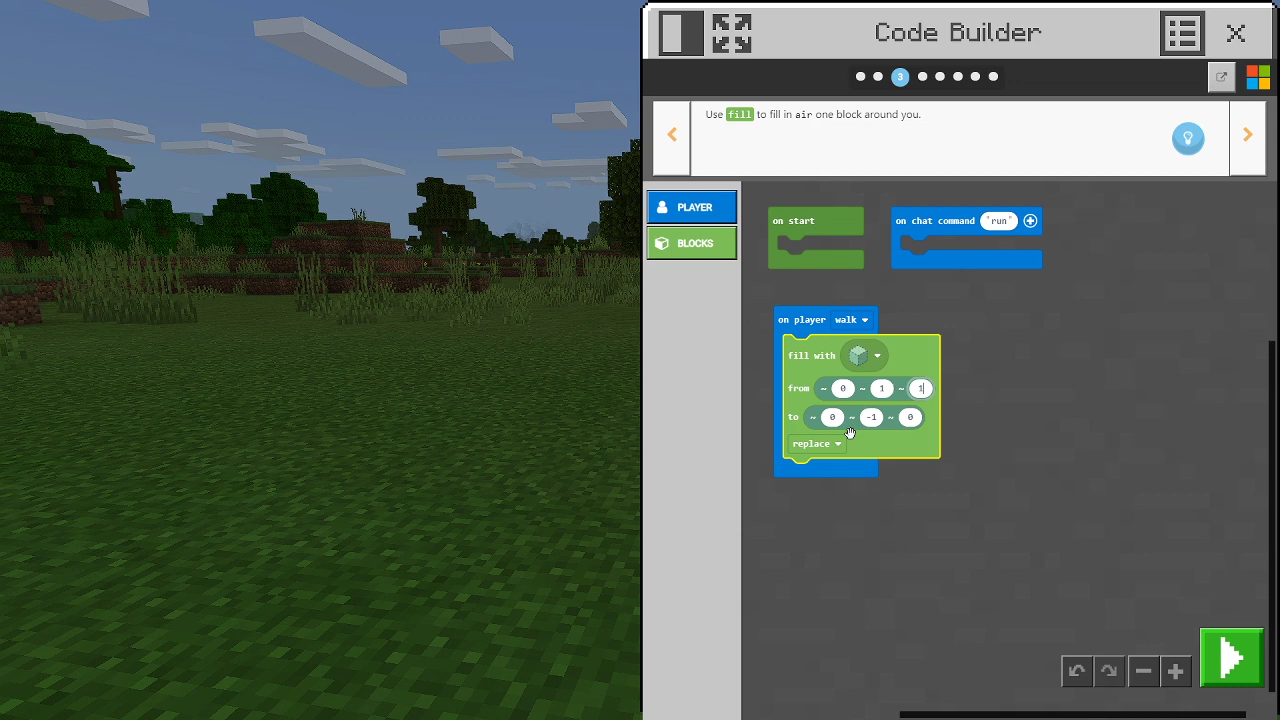 Code Builder
3
Use fill to fill in air one block around you.
PLAYER
BLOCKS
on start
on chat command "run"
on player walk
fill with
from ~ 0 ~ 1 ~ 1
to ~ 0 ~ -1 ~ 0
replace